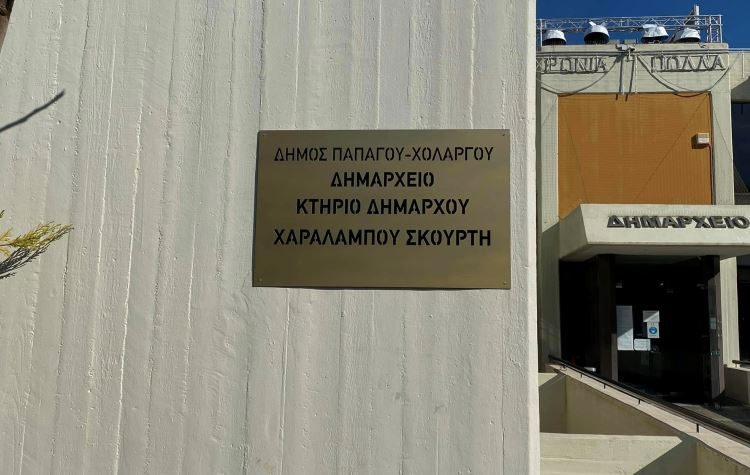 ΔΗΜΟΣ ΠΑΠΑΓΟΥ-ΧΟΛΑΡΓΟΥ
ΔΗΜΑΡΧΕΙΟ
ΚΤΗΡΙΟ ΔΗΜΑΡΧΟΥ
ΧΑΡΑΛΑΜΠΟΥ ΣΚΟΥΡΤΗ
ΧΡΟΝΙΑ ΠΟΛΛΑ
ΔΗΜΑΡΧΕΙΟ